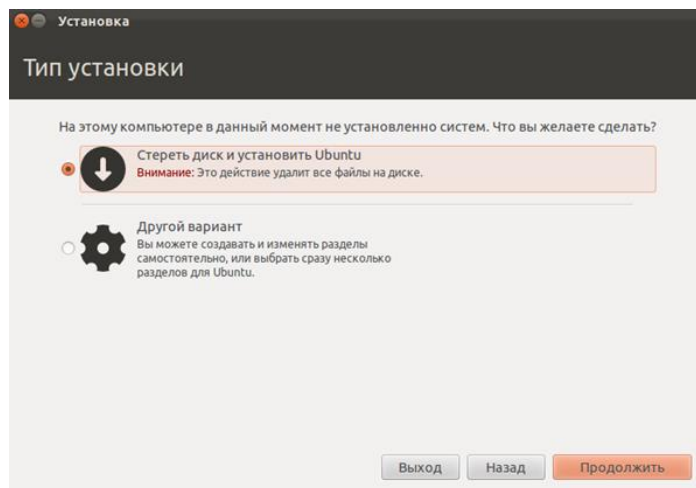 Установка
Тип установки
На этому компьютере в данный момент не установленно систем. Что вы желаете сделать?
Стереть диск и установить Ubuntu
Внимание: Это действие удалит все файлы на диске.
Другой вариант
Вы можете создавать и изменять разделы
самостоятельно, или выбрать сразу несколько
разделов для Ubuntu.
Выход
Назад
Продолжить